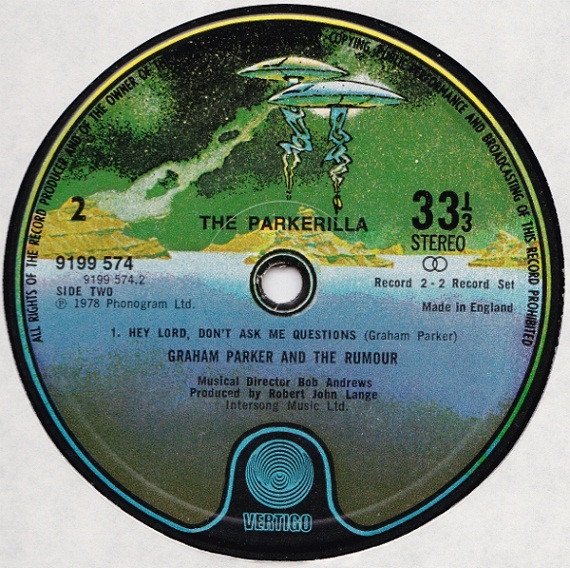 ALL RIGHTS OF THE RECORD PRODUCER AND OF THE OWNER OF
COPYING, PUBLIC PERFORMANCE AND BROADCASTING OF THIS RECORD PROHIBITED
2
THE PARKERILLA
33 1/3
STEREO
9199 574
9199 574.2
SIDE TWO
℗ 1978 Phonogram Ltd.
Record 2 - 2 Record Set
Made in England
1. HEY LORD, DON'T ASK ME QUESTIONS (Graham Parker)
GRAHAM PARKER AND THE RUMOUR
Musical Director Bob Andrews
Produced by Robert John Lange
Intersong Music Ltd.
VERTIGO